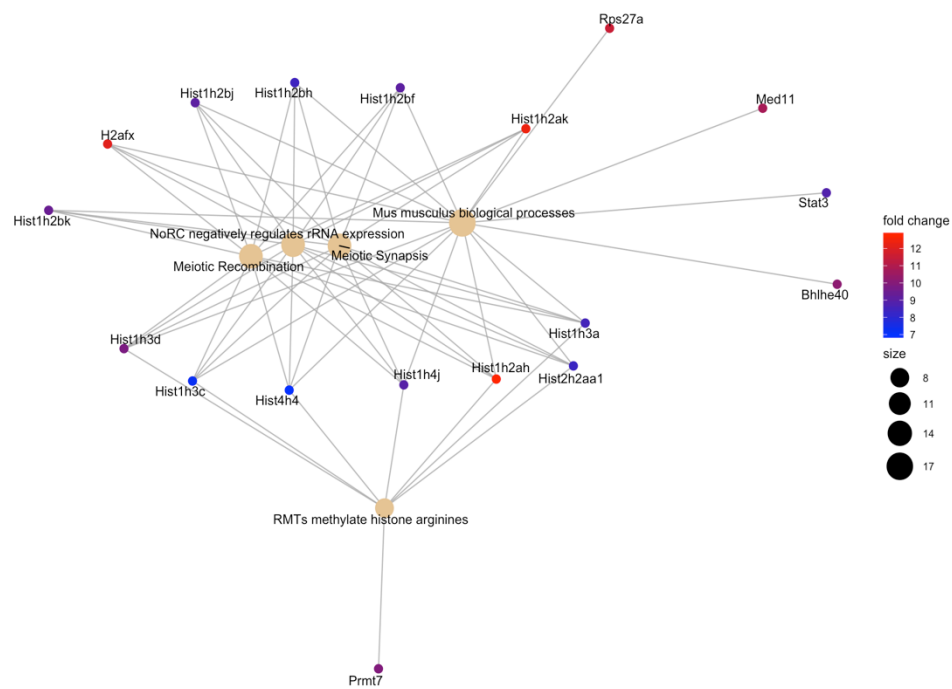 Rps27a
Hist1h2bj
Hist1h2bh
Hist1h2bf
Med11
Hist1h2ak
H2afx
Stat3
Hist1h2bk
Mus musculus biological processes
fold change
NoRC negatively regulates rRNA expression
Meiotic Synapsis
Meiotic Recombination
12
11
10
9
8
7
Bhlhe40
Hist1h3d
Hist1h3a
size
Hist1h3c
Hist4h4
Hist1h4j
Hist1h2ah
Hist2h2aa1
8
11
14
17
RMTs methylate histone arginines
Prmt7